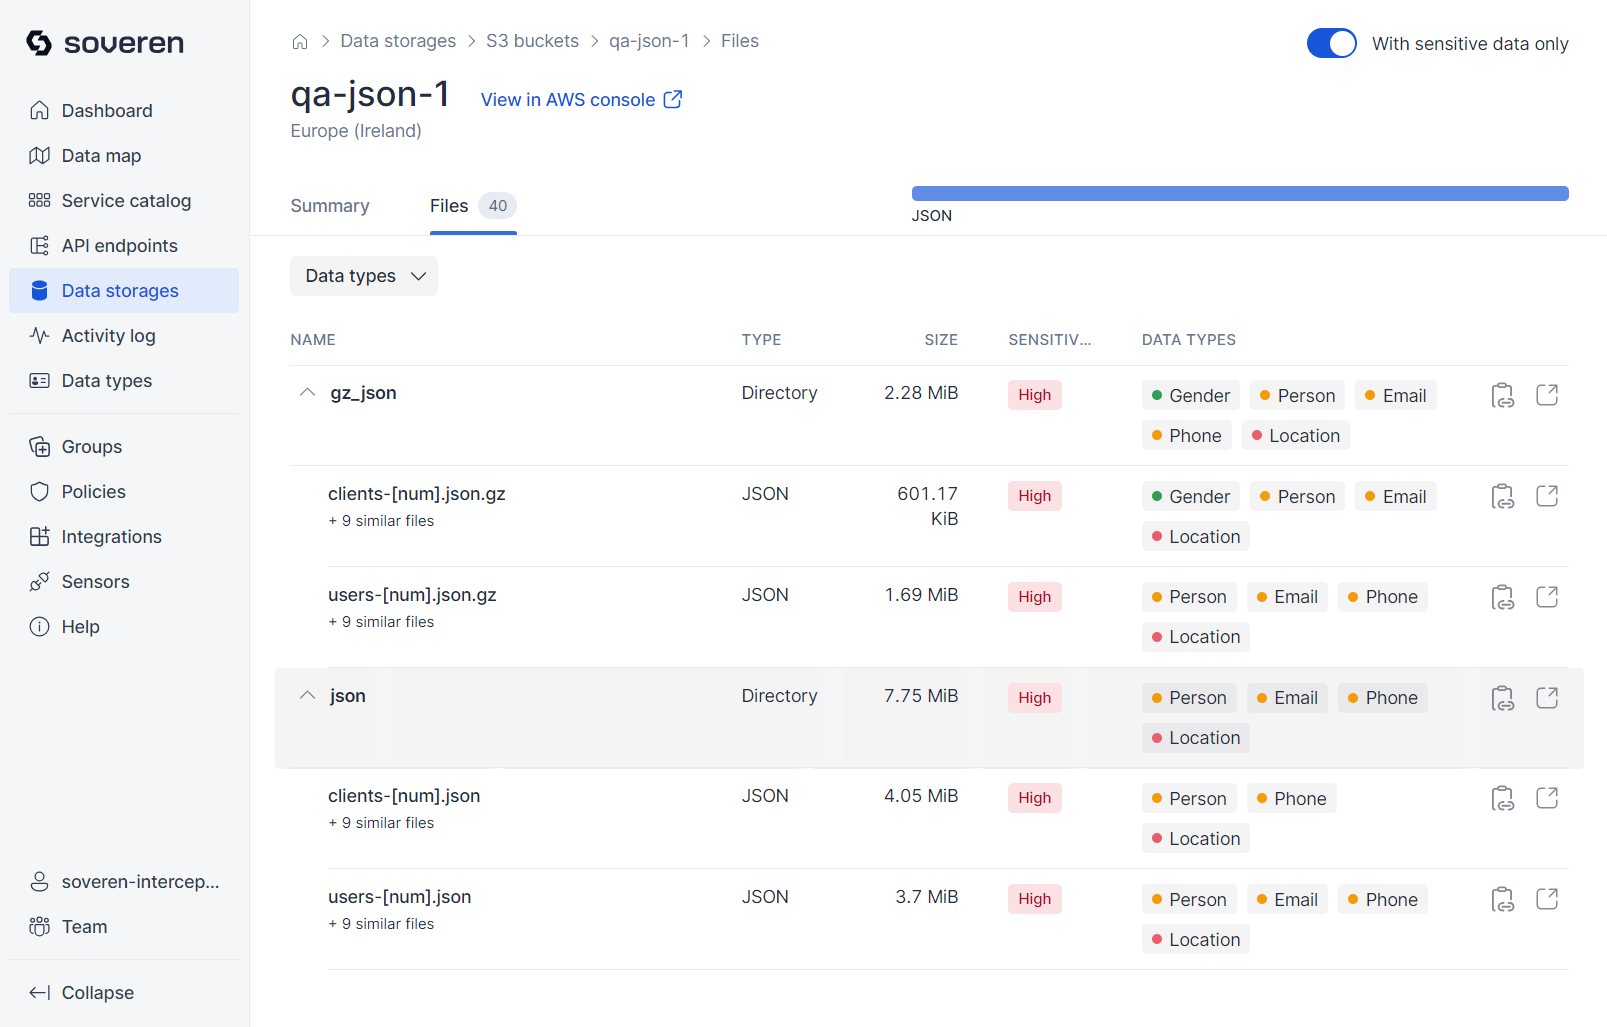 soveren
Dashboard
Data map
Service catalog
API endpoints
Data storages
Activity log
Data types
Groups
Policies
Integrations
Sensors
Help
soveren-intercep...
Team
Collapse
Data storages > S3 buckets > qa-json-1 > Files
With sensitive data only
qa-json-1 View in AWS console
Europe (Ireland)
Summary Files 40
JSON
Data types
NAME TYPE SIZE SENSITIV... DATA TYPES
gz_json Directory 2.28 MiB High Gender Person Email
Phone Location
clients-[num].json.gz JSON 601.17 High Gender Person Email
+ 9 similar files KiB
Location
users-[num].json.gz JSON 1.69 MiB High Person Email Phone
+ 9 similar files
Location
json Directory 7.75 MiB High Person Email Phone
Location
clients-[num].json JSON 4.05 MiB High Person Phone
+ 9 similar files
Location
users-[num].json JSON 3.7 MiB High Person Email Phone
+ 9 similar files
Location